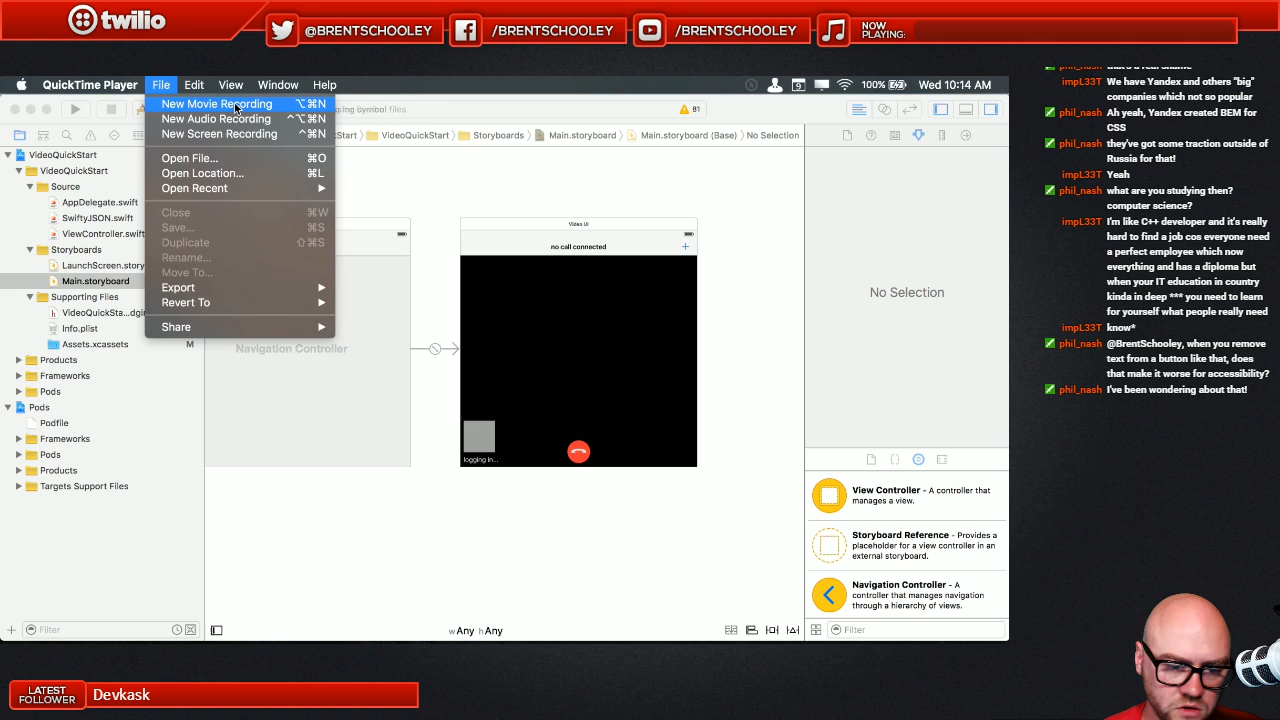 twilio
@BRENTSCHOOLEY
/BRENTSCHOOLEY
/BRENTSCHOOLEY
NOW
PLAYING:
QuickTime Player File Edit View Window Help
100% Wed 10:14 AM
New Movie Recording ⌥⌘N
New Audio Recording ^⌥⌘N
New Screen Recording ^⌘N
Open File... ⌘O
Open Location... ⌘L
Open Recent
Close ⌘W
Save... ⌘S
Duplicate ⇧⌘S
Rename...
Move To...
Export
Revert To
Share
Symbol files
81
VideoQuickStart Storyboards Main.storyboard Main.storyboard (Base) No Selection
VideoQuickStart
VideoQuickStart
Source
AppDelegate.swift
SwiftyJSON.swift
ViewController.swift
Storyboards
LaunchScreen.story
Main.storyboard
Supporting Files
VideoQuickSta...dgin
Info.plist
Assets.xcassets M
Products
Frameworks
Pods
Pods
Podfile
Frameworks
Pods
Products
Targets Support Files
Filter
Navigation Controller
Video UI
no call connected
+
logging in...
wAny hAny
No Selection
View Controller - A controller that
manages a view.
Storyboard Reference - Provides a
placeholder for a view controller in an
external storyboard.
Navigation Controller - A
controller that manages navigation
through a hierarchy of views.
Filter
impL33T We have Yandex and others "big"
companies which not so popular
phil_nash Ah yeah, Yandex created BEM for
CSS
phil_nash they've got some traction outside of
Russia for that!
impL33T Yeah
phil_nash what are you studying then?
computer science?
impL33T I'm like C++ developer and it's really
hard to find a job cos everyone need
a perfect employee which now
everything and has a diploma but
when your IT education in country
kinda in deep *** you need to learn
for yourself what people really need
impL33T know*
phil_nash @BrentSchooley, when you remove
text from a button like that, does
that make it worse for accessibility?
phil_nash I've been wondering about that!
LATEST
FOLLOWER
Devkask